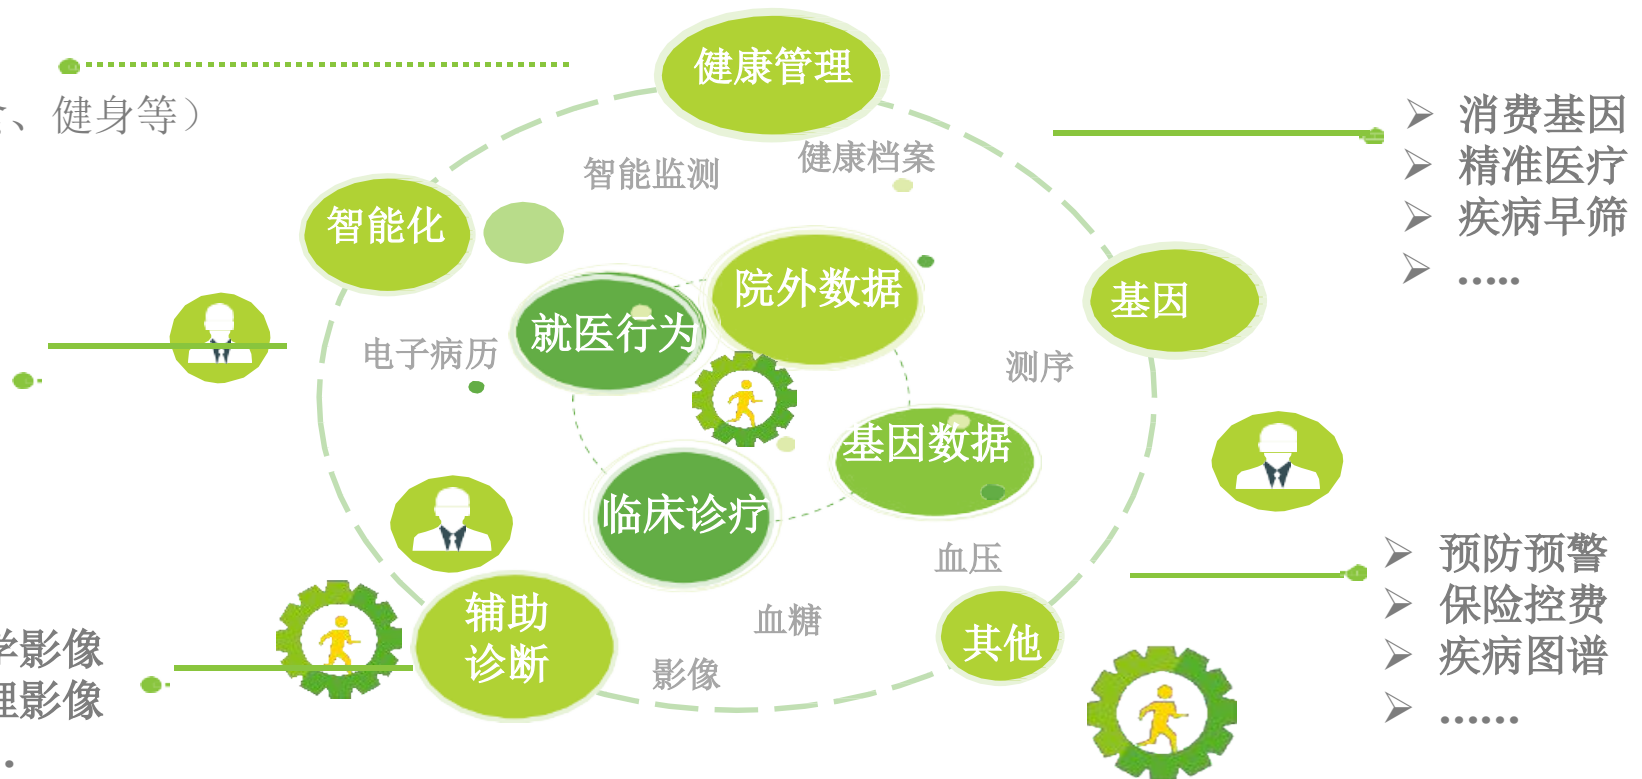 健康管理
、健身等）
消费基因
精准医疗
疾病早筛
.....
智能监测
健康档案
智能化
院外数据
基因
就医行为
电子病历
测序
基因数据
临床诊疗
血压
预防预警
保险控费
疾病图谱
......
辅助
诊断
血糖
其他
影像
学影像
理影像